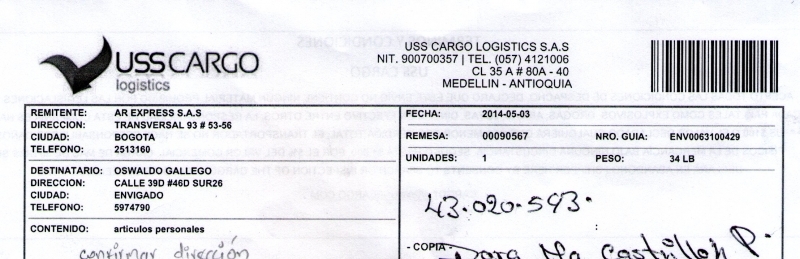 USSCARGO
logistics
USS CARGO LOGISTICS S.A.S
NIT. 900700357 | TEL. (057) 4121006
CL 35 A # 80A - 40
MEDELLIN - ANTIOQUIA
REMITENTE: AR EXPRESS S.A.S
DIRECCION: TRANSVERSAL 93 # 53-56
CIUDAD: BOGOTA
TELEFONO: 2513160
FECHA: 2014-05-03
REMESA: 00090567 NRO. GUIA: ENV0063100429
UNIDADES: 1 PESO: 34 LB
DESTINATARIO: OSWALDO GALLEGO
DIRECCION: CALLE 39D #46D SUR26
CIUDAD: ENVIGADO
TELEFONO: 5974790
CONTENIDO: articulos personales
confirmar dirección
43.020.593.
- COPIA -
Dora Ma Castrillon P.